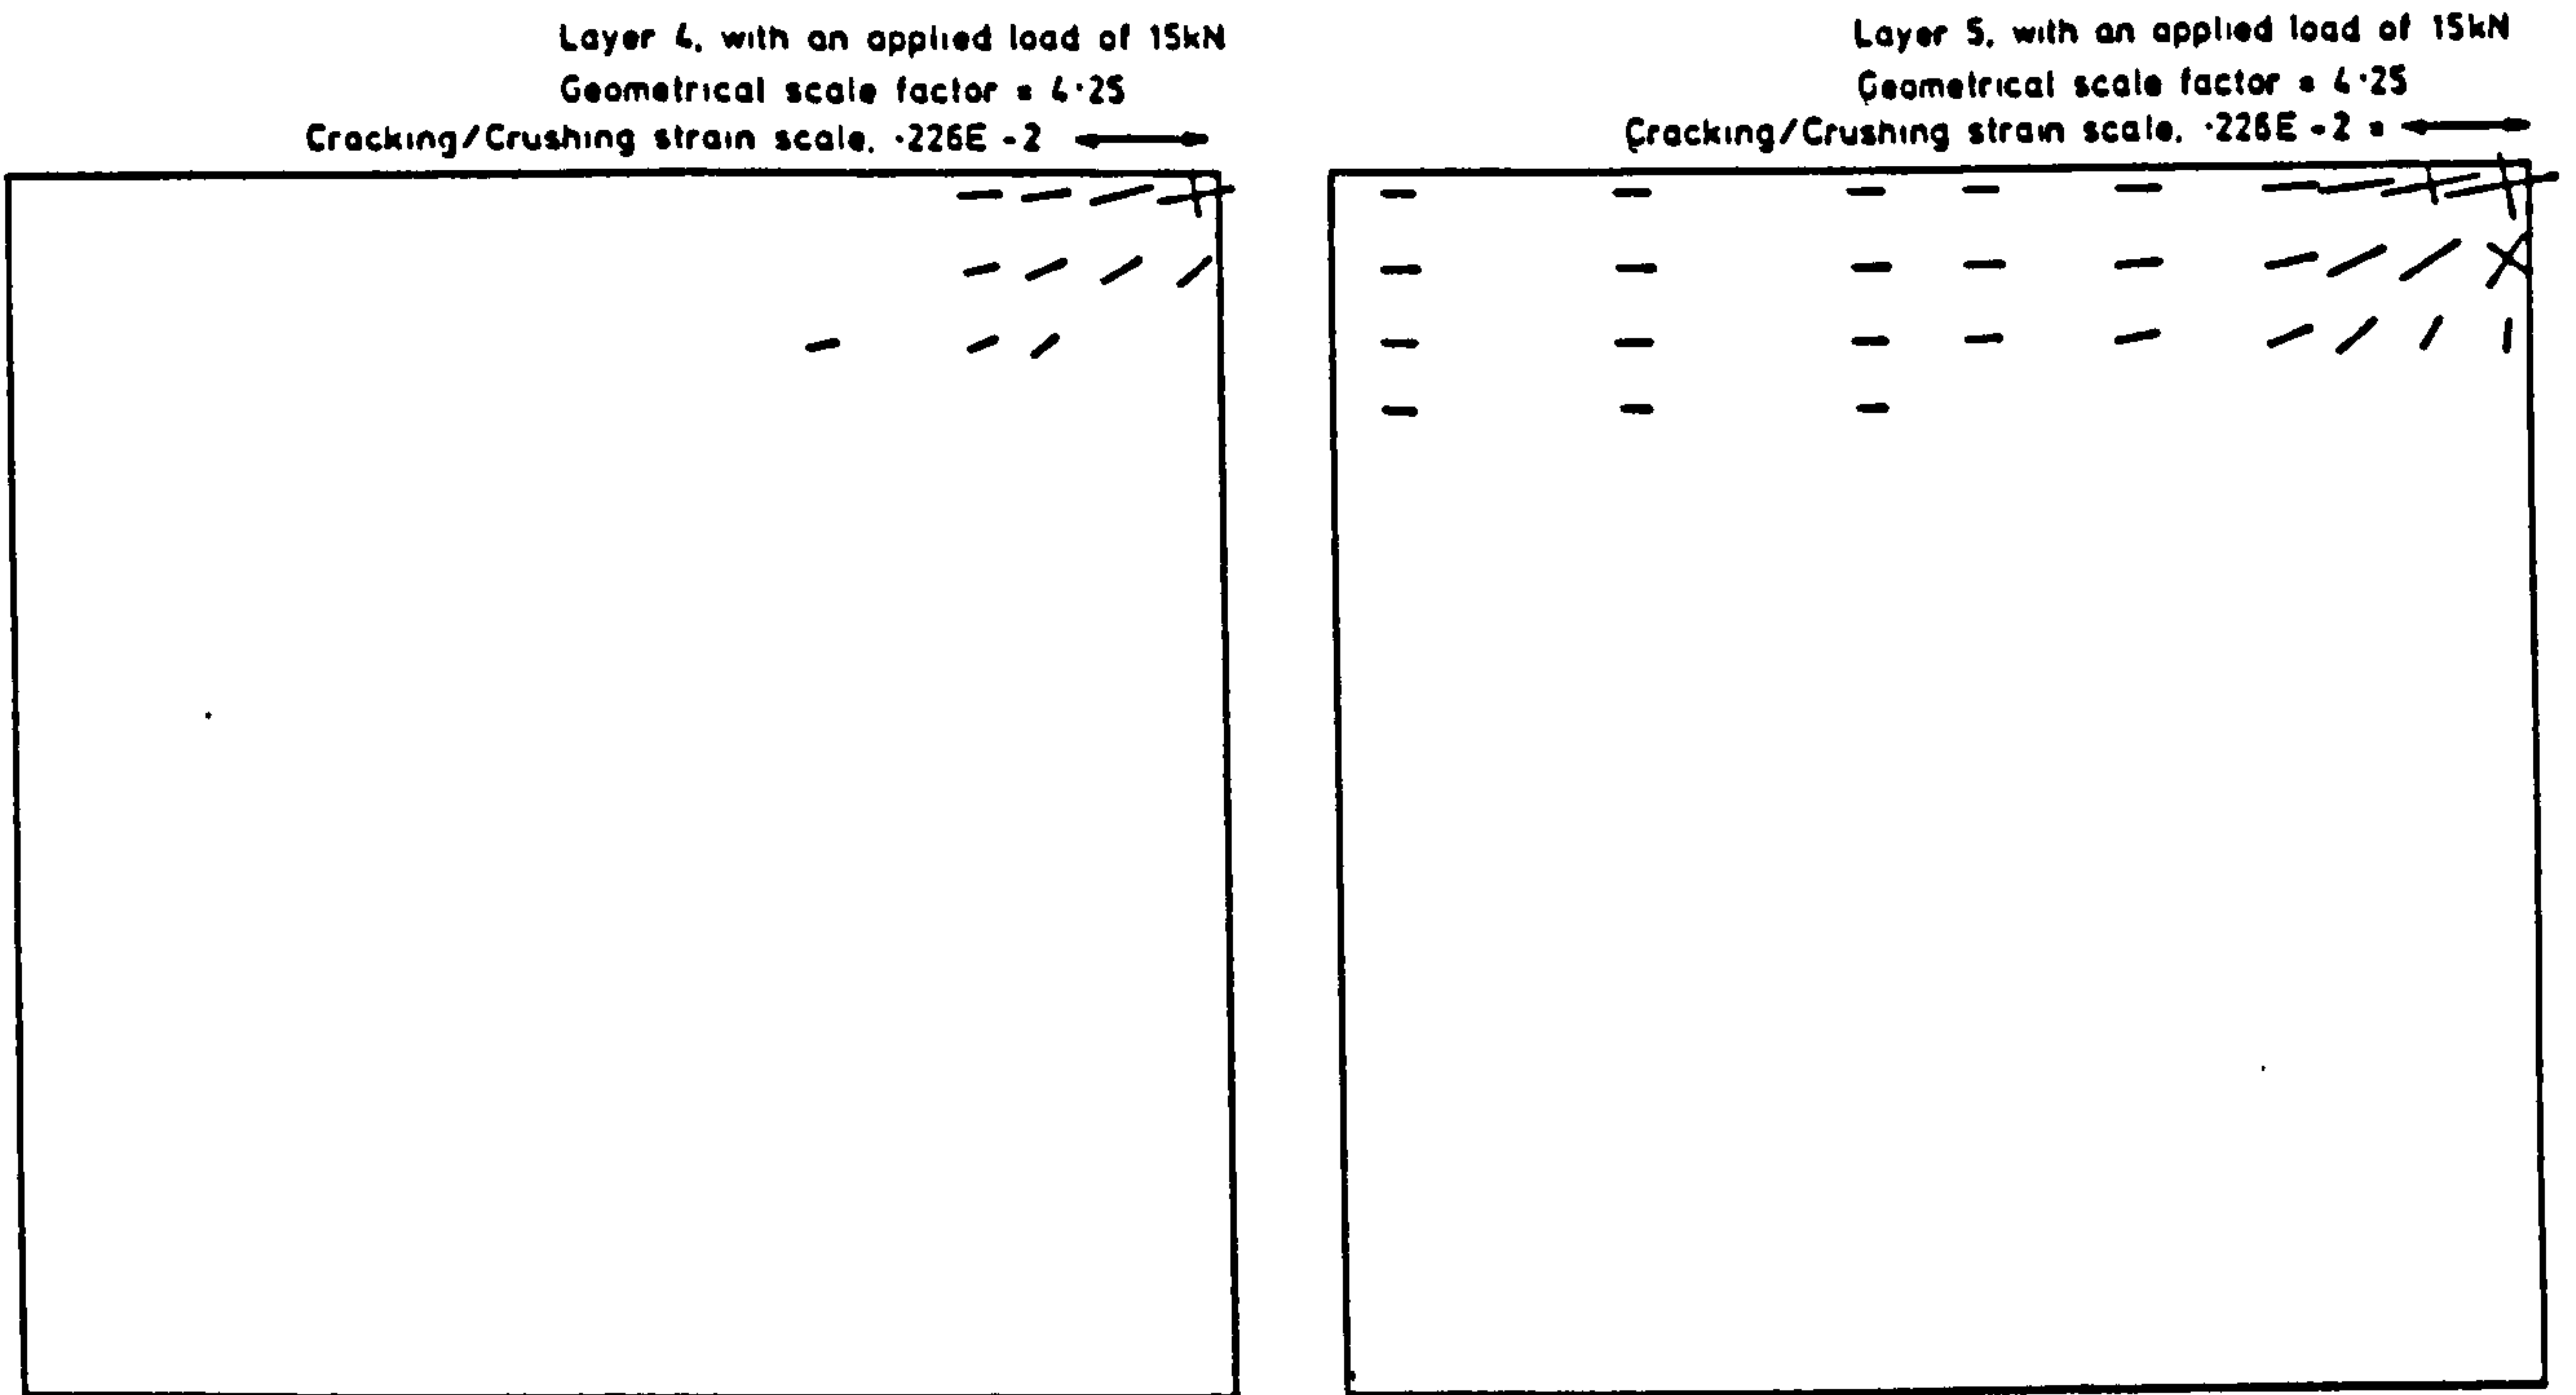 Layer 4, with an applied load of 15kN
Geometrical scale factor = 4·25
Cracking/Crushing strain scale, ·226E -2
Layer 5, with an applied load of 15kN
Geometrical scale factor = 4·25
Cracking/Crushing strain scale, ·226E -2 =